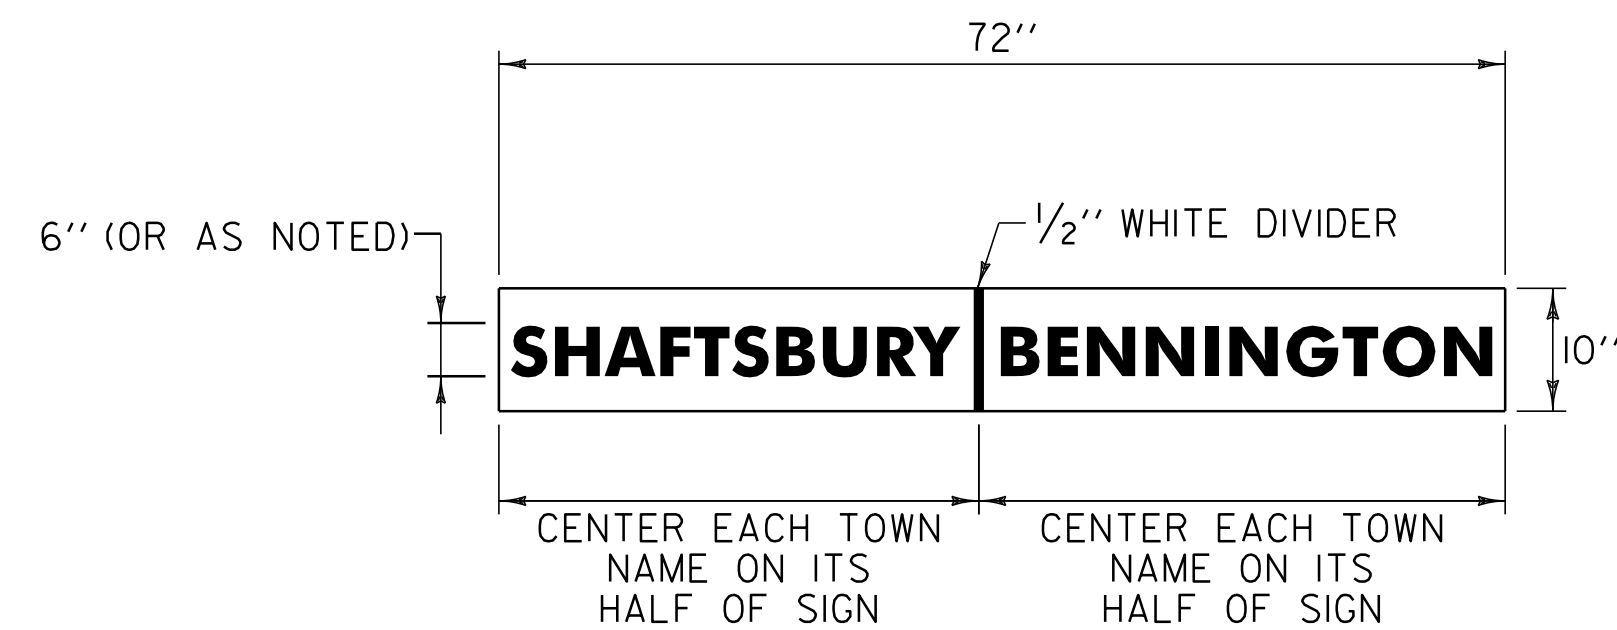 72''
6'' (OR AS NOTED)
1/2'' WHITE DIVIDER
SHAFTSBURY BENNINGTON
10''
CENTER EACH TOWN
NAME ON ITS
HALF OF SIGN
CENTER EACH TOWN
NAME ON ITS
HALF OF SIGN